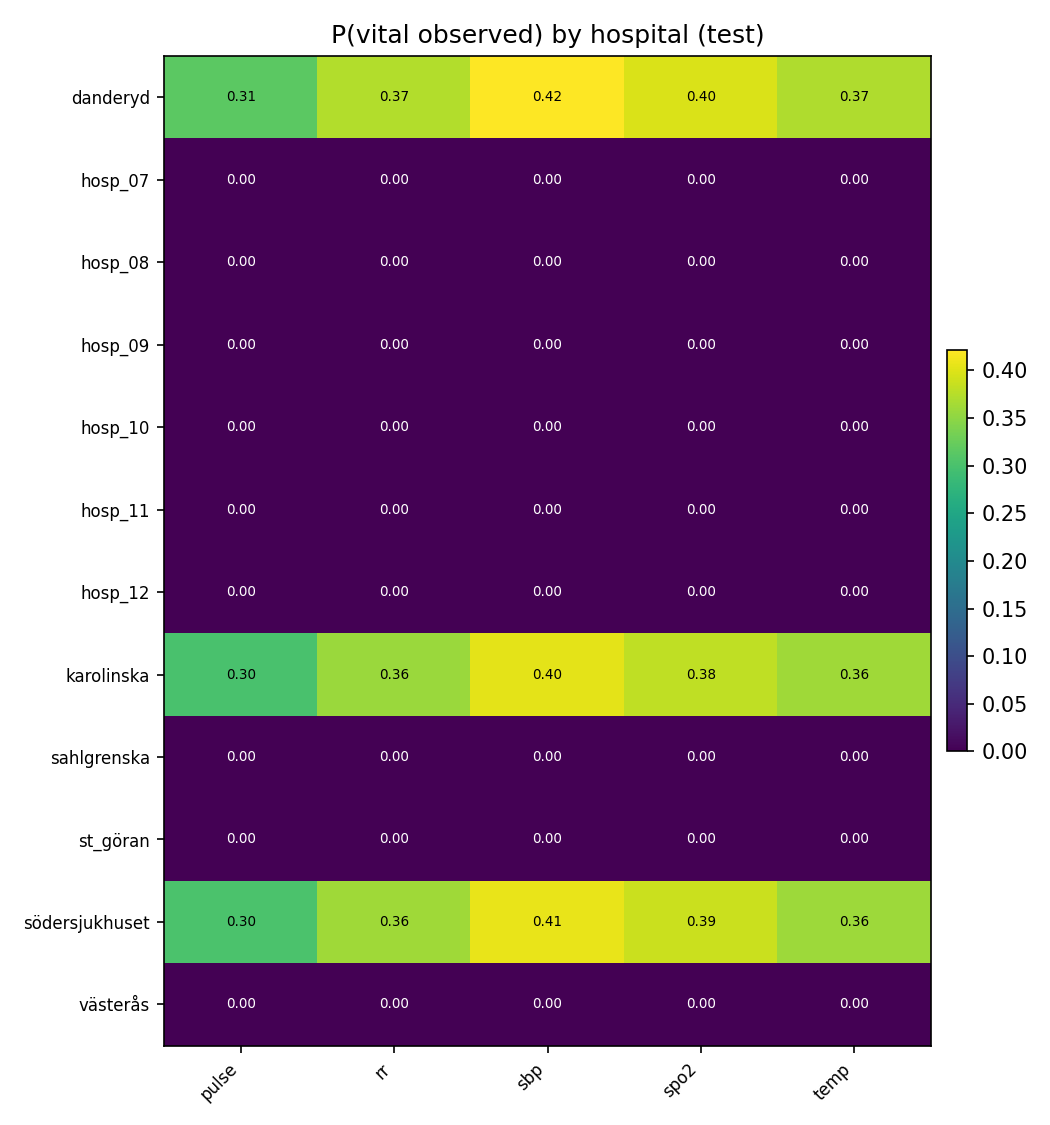 P(vital observed) by hospital (test)
danderyd 0.31 0.37 0.42 0.40 0.37
hosp_07 0.00 0.00 0.00 0.00 0.00
hosp_08 0.00 0.00 0.00 0.00 0.00
hosp_09 0.00 0.00 0.00 0.00 0.00
hosp_10 0.00 0.00 0.00 0.00 0.00
hosp_11 0.00 0.00 0.00 0.00 0.00
hosp_12 0.00 0.00 0.00 0.00 0.00
karolinska 0.30 0.36 0.40 0.38 0.36
sahlgrenska 0.00 0.00 0.00 0.00 0.00
st_göran 0.00 0.00 0.00 0.00 0.00
södersjukhuset 0.30 0.36 0.41 0.39 0.36
västerås 0.00 0.00 0.00 0.00 0.00
pulse rr sbp spo2 temp
0.40
0.35
0.30
0.25
0.20
0.15
0.10
0.05
0.00